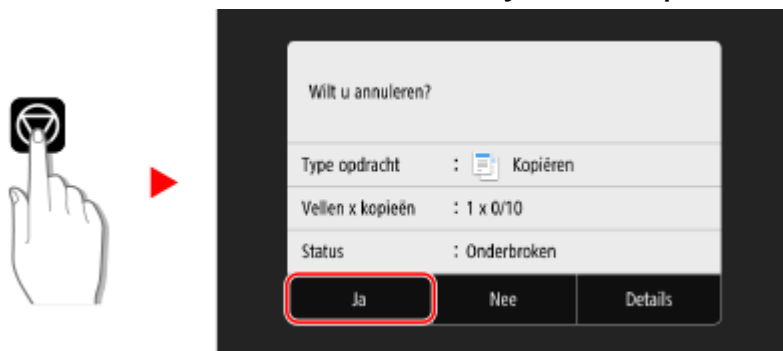 Wilt u annuleren?
Type opdracht : Kopiëren
Vellen x kopieën : 1 x 0/10
Status : Onderbroken
Ja Nee Details